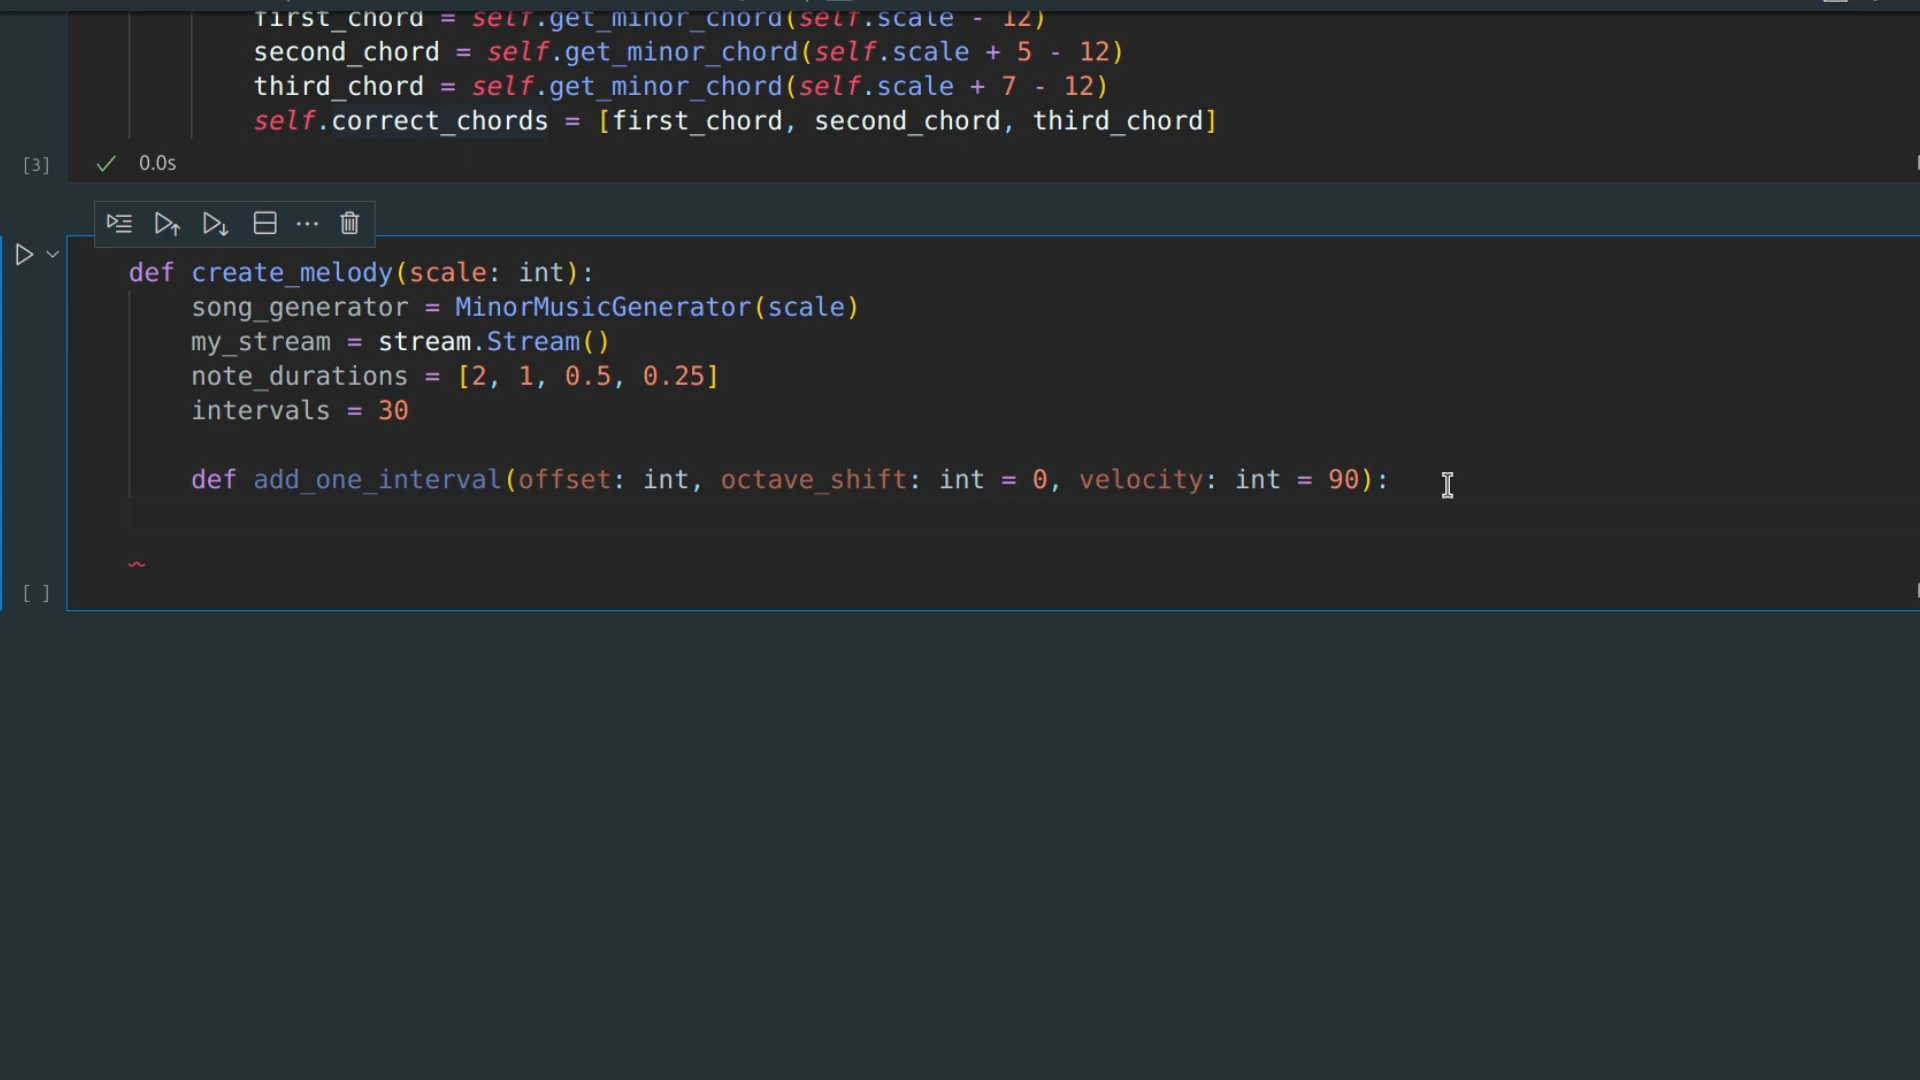 first_chord = self.get_minor_chord(self.scale - 12)
second_chord = self.get_minor_chord(self.scale + 5 - 12)
third_chord = self.get_minor_chord(self.scale + 7 - 12)
self.correct_chords = [first_chord, second_chord, third_chord]
[3] 0.0s
def create_melody(scale: int):
song_generator = MinorMusicGenerator(scale)
my_stream = stream.Stream()
note_durations = [2, 1, 0.5, 0.25]
intervals = 30
def add_one_interval(offset: int, octave_shift: int = 0, velocity: int = 90):
[ ]